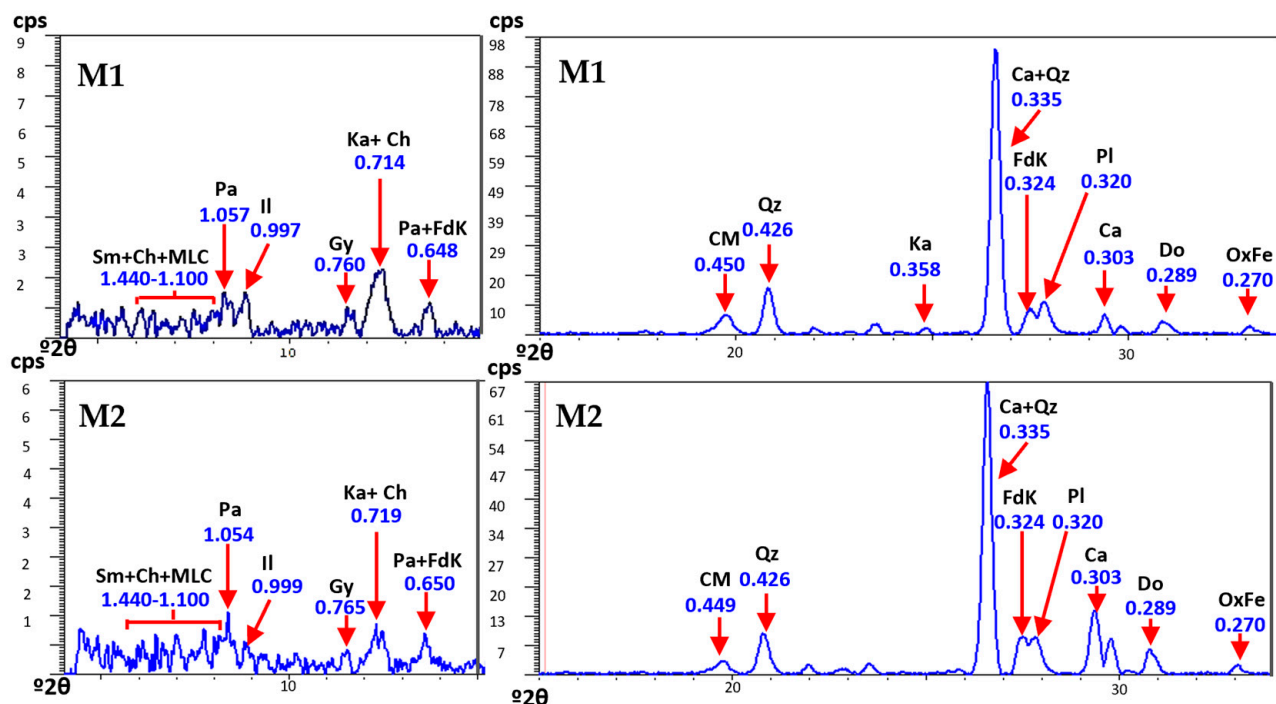 cps
9
8
7
6
5
4
3
3
2
M1
Ka+ Ch
0.714
Pa
1.057
Il
0.997
Pa+FdK
0.648
Gy
0.760
Sm+Ch+MLC
1.440-1.100
º2θ
10
cps
98
88
78
68
59
49
39
29
20
10
M1
Ca+Qz
0.335
FdK
0.324
Pl
0.320
Qz
0.426
CM
0.450
Ka
0.358
Ca
0.303
Do
0.289
OxFe
0.270
º2θ
20
30
cps
6
6
5
4
4
3
2
2
1
M2
Ka+ Ch
0.719
Pa
1.054
Il
0.999
Pa+FdK
0.650
Gy
0.765
Sm+Ch+MLC
1.440-1.100
º2θ
10
cps
67
61
54
47
40
34
27
20
13
7
M2
Ca+Qz
0.335
FdK
0.324
Pl
0.320
Qz
0.426
CM
0.449
Ca
0.303
Do
0.289
OxFe
0.270
º2θ
20
30